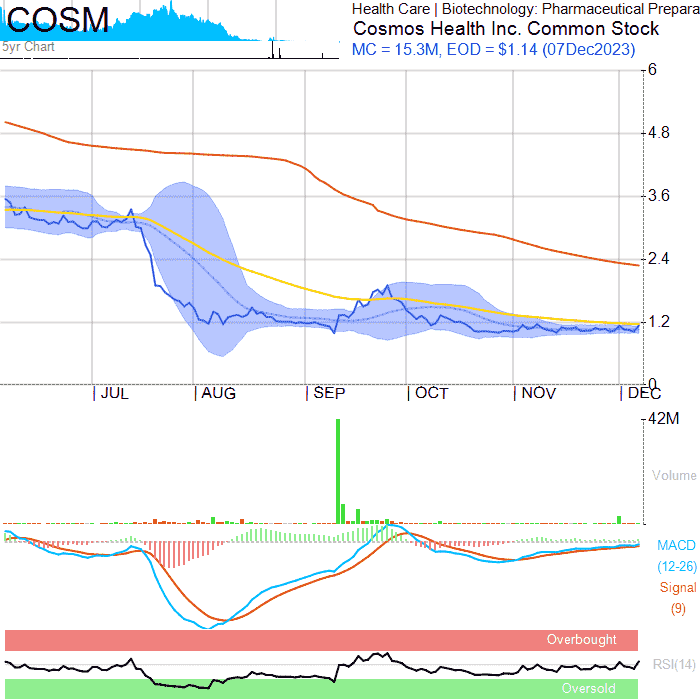 COSM
5yr Chart
Health Care | Biotechnology: Pharmaceutical Prepara
Cosmos Health Inc. Common Stock
MC = 15.3M, EOD = $1.14 (07Dec2023)
6
4.8
3.6
2.4
1.2
0
JUL AUG SEP OCT NOV DEC
42M
Volume
MACD
(12-26)
Signal
(9)
Overbought
RSI(14)
Oversold